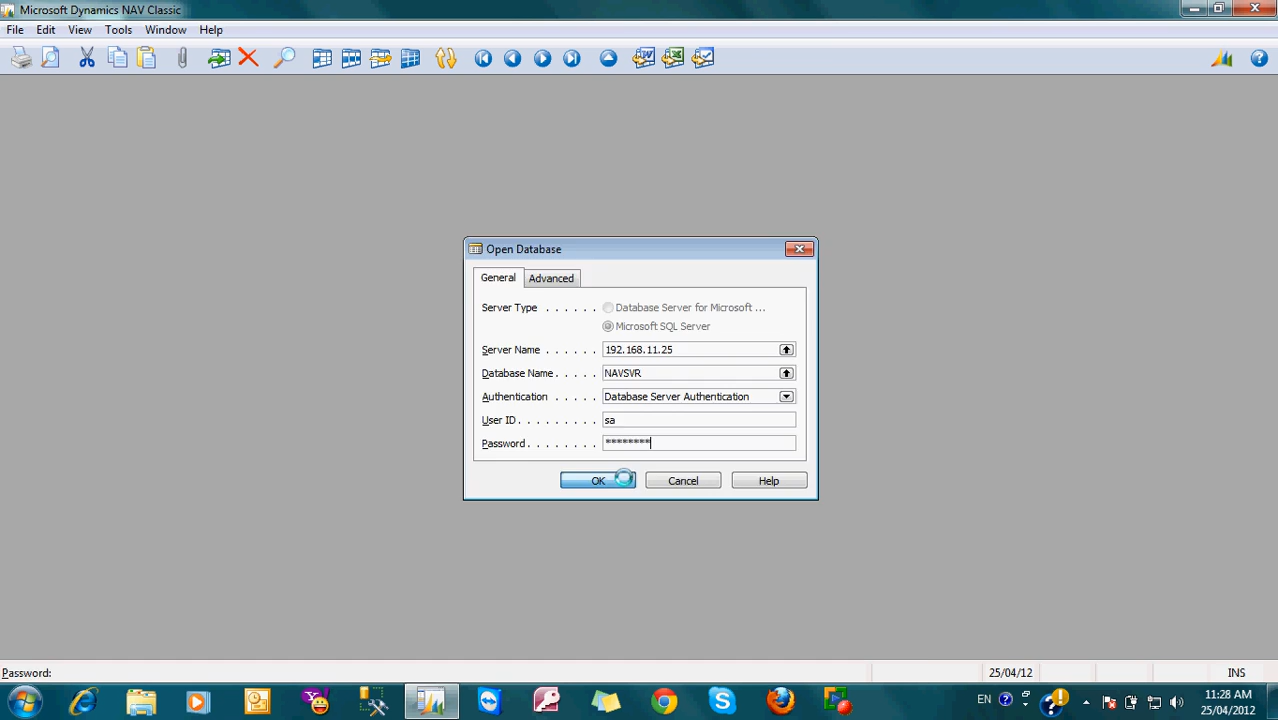 Microsoft Dynamics NAV Classic
File Edit View Tools Window Help
Open Database
General Advanced
Server Type . . . . . . Database Server for Microsoft ...
Microsoft SQL Server
Server Name . . . . . . 192.168.11.25
Database Name . . . . . NAVSVR
Authentication . . . . . Database Server Authentication
User ID . . . . . . . . . sa
Password . . . . . . . . ********
OK Cancel Help
Password: 25/04/12 INS
EN 11:28 AM
25/04/2012